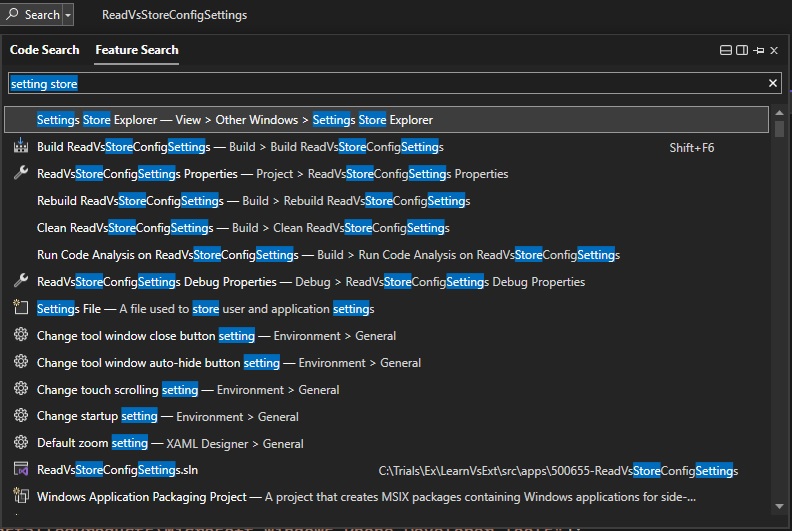 Search ReadVsStoreConfigSettings
Code Search Feature Search
setting store
Settings Store Explorer — View > Other Windows > Settings Store Explorer
Build ReadVsStoreConfigSettings — Build > Build ReadVsStoreConfigSettings Shift+F6
ReadVsStoreConfigSettings Properties — Project > ReadVsStoreConfigSettings Properties
Rebuild ReadVsStoreConfigSettings — Build > Rebuild ReadVsStoreConfigSettings
Clean ReadVsStoreConfigSettings — Build > Clean ReadVsStoreConfigSettings
Run Code Analysis on ReadVsStoreConfigSettings — Build > Run Code Analysis on ReadVsStoreConfigSettings
ReadVsStoreConfigSettings Debug Properties — Debug > ReadVsStoreConfigSettings Debug Properties
Settings File — A file used to store user and application settings
Change tool window close button setting — Environment > General
Change tool window auto-hide button setting — Environment > General
Change touch scrolling setting — Environment > General
Change startup setting — Environment > General
Default zoom setting — XAML Designer > General
ReadVsStoreConfigSettings.sln C:\Trials\Ex\LearnVsExt\src\apps\500655-ReadVsStoreConfigSettings
Windows Application Packaging Project — A project that creates MSIX packages containing Windows applications for side-...